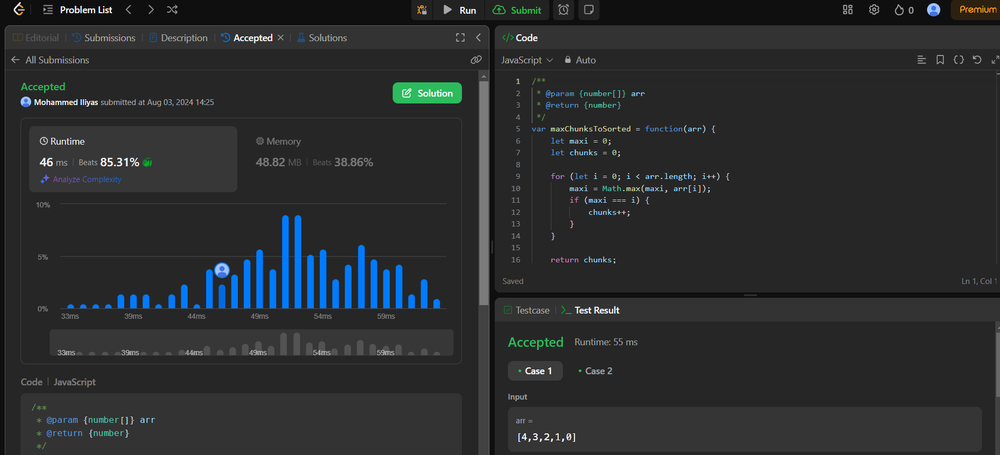 Problem List
Run
Submit
0
Premium
Editorial
Submissions
Description
Accepted
Solutions
All Submissions
Accepted
Mohammed Iliyas submitted at Aug 03, 2024 14:25
Solution
Runtime
46 ms
Beats 85.31%
Analyze Complexity
Memory
48.82 MB
Beats 38.86%
10%
5%
0%
33ms 39ms 44ms 49ms 54ms 59ms
33ms 39ms 44ms 49ms 54ms 59ms
Code
JavaScript
/**
* @param {number[]} arr
* @return {number}
*/
</> Code
JavaScript
Auto
1 /**
2 * @param {number[]} arr
3 * @return {number}
4 */
5 var maxChunksToSorted = function(arr) {
6 let maxi = 0;
7 let chunks = 0;
8
9 for (let i = 0; i < arr.length; i++) {
10 maxi = Math.max(maxi, arr[i]);
11 if (maxi === i) {
12 chunks++;
13 }
14 }
15
16 return chunks;
Saved
Ln 1, Col 1
Testcase
Test Result
Accepted
Runtime: 55 ms
Case 1
Case 2
Input
arr =
[4,3,2,1,0]